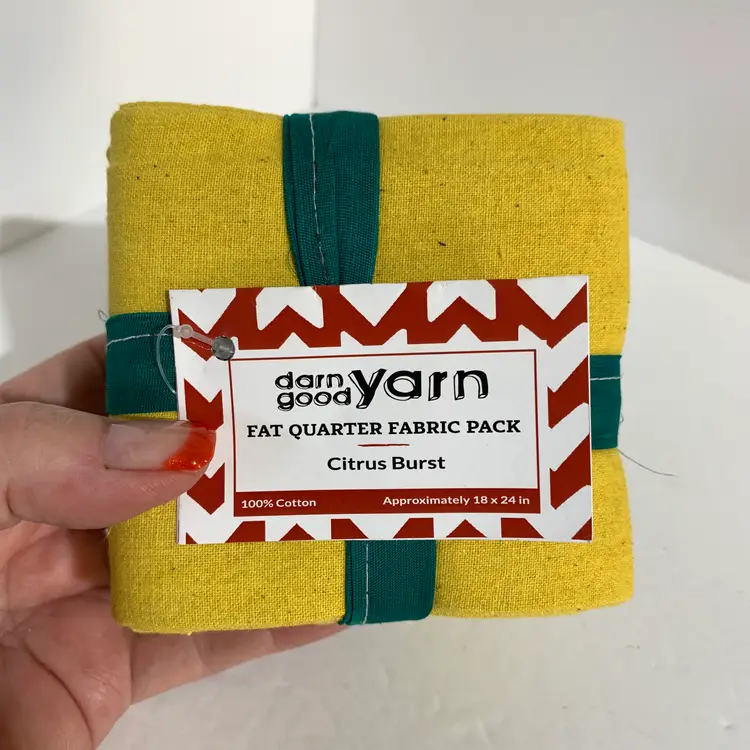 darn good yarn
FAT QUARTER FABRIC PACK
Citrus Burst
100% Cotton Approximately 18 x 24 in